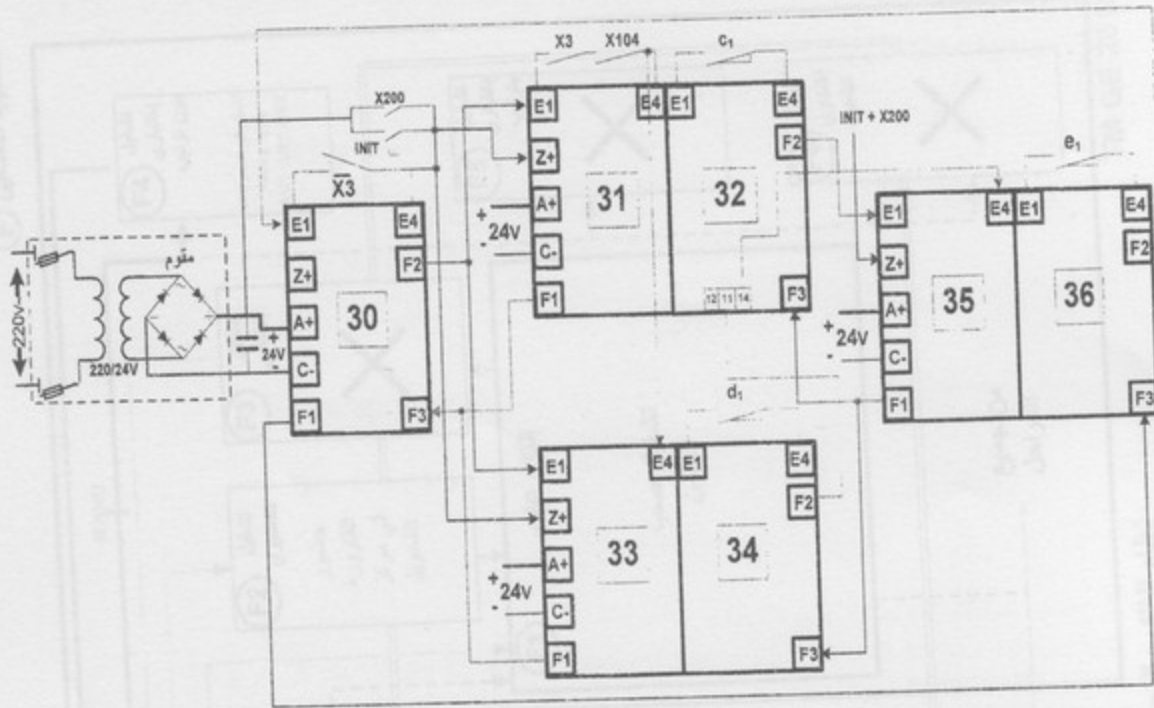 X3 X104 c₁
X200
INIT
X̅3
INIT + X200
e₁
E1 E4 E1 E4
F2
Z+
31 32
A+
+
24V
-
C-
F1
12 11 14
F3
E1 E4
F2
Z+
30
A+
+
24V
-
C-
F1
F3
220V
220/24V
E1 E4 E1 E4
F2
Z+
35 36
A+
+
24V
-
C-
F1
F3
d₁
E1 E4 E1 E4
F2
Z+
33 34
A+
+
24V
-
C-
F1
F3